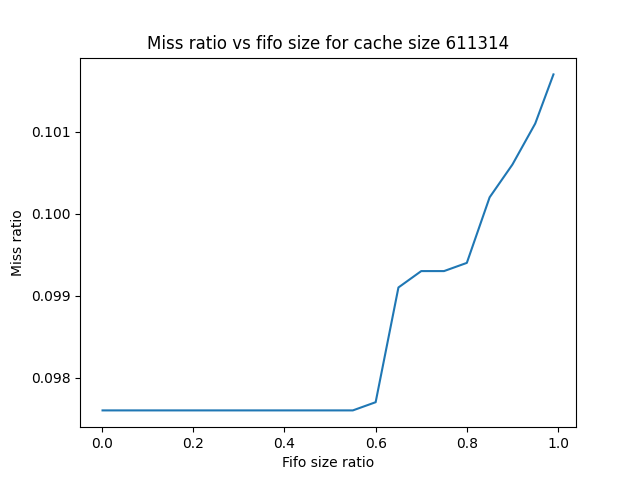 Miss ratio vs fifo size for cache size 611314
0.101
0.100
0.099
0.098
Miss ratio
0.0 0.2 0.4 0.6 0.8 1.0
Fifo size ratio